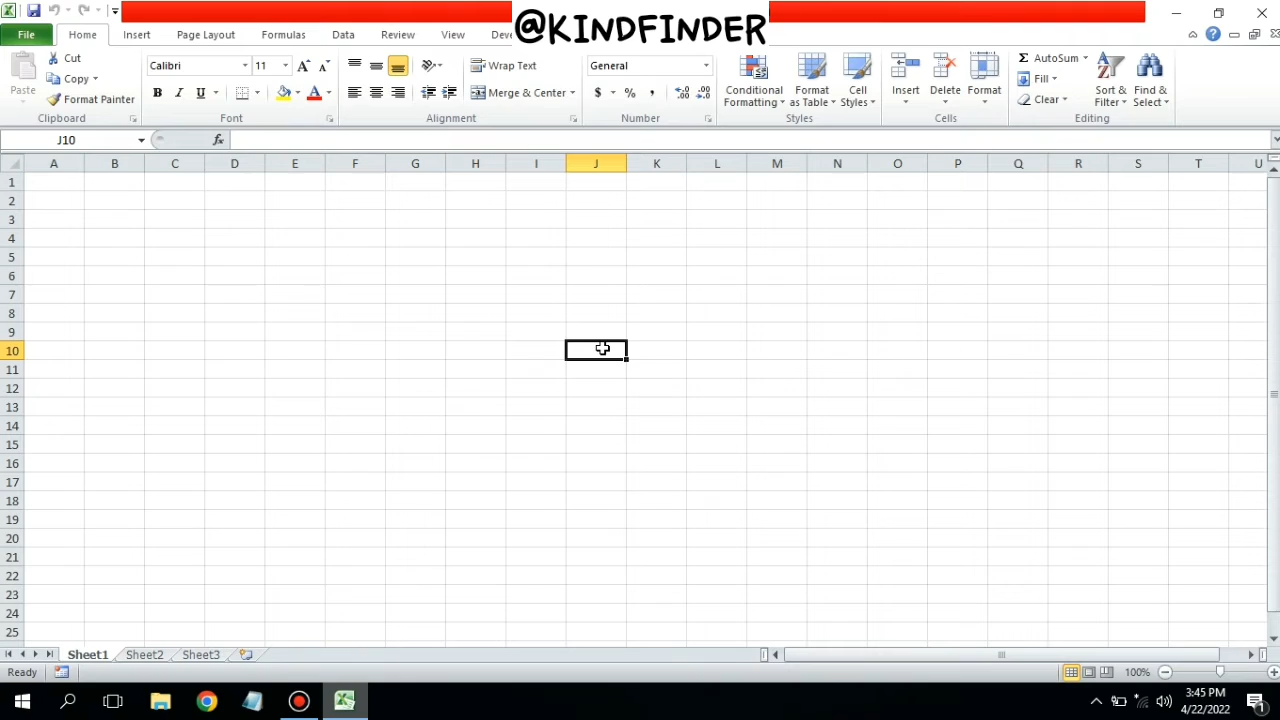 @KINDFINDER
File Home Insert Page Layout Formulas Data Review View Dev
Cut
Copy
Format Painter
Paste
Clipboard
Calibri 11
B I U
Font
Wrap Text
Merge & Center
Alignment
General
$ % ,
Number
Conditional Formatting
Format as Table
Cell Styles
Styles
Insert Delete Format
Cells
AutoSum
Fill
Clear
Sort & Filter
Find & Select
Editing
J10 fx
A B C D E F G H I J K L M N O P Q R S T U
1
2
3
4
5
6
7
8
9
10
11
12
13
14
15
16
17
18
19
20
21
22
23
24
25
Sheet1 Sheet2 Sheet3
Ready 100%
3:45 PM
4/22/2022
1